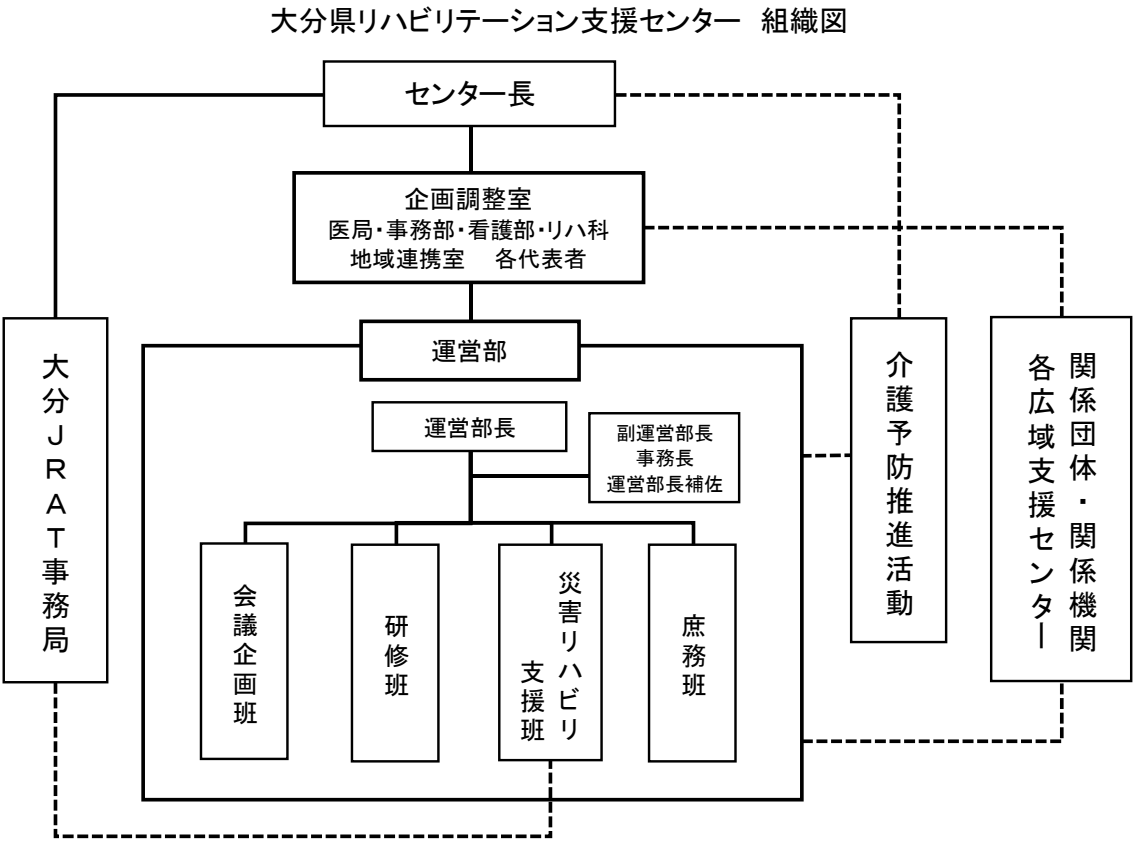 大分県リハビリテーション支援センター　組織図
センター長
企画調整室
医局・事務部・看護部・リハ科
地域連携室　各代表者
運営部
運営部長
副運営部長
事務長
運営部長補佐
大分ＪＲＡＴ事務局
会議企画班
研修班
災害リハビリ
支援班
庶務班
介護予防推進活動
関係団体・関係機関
各広域支援センター